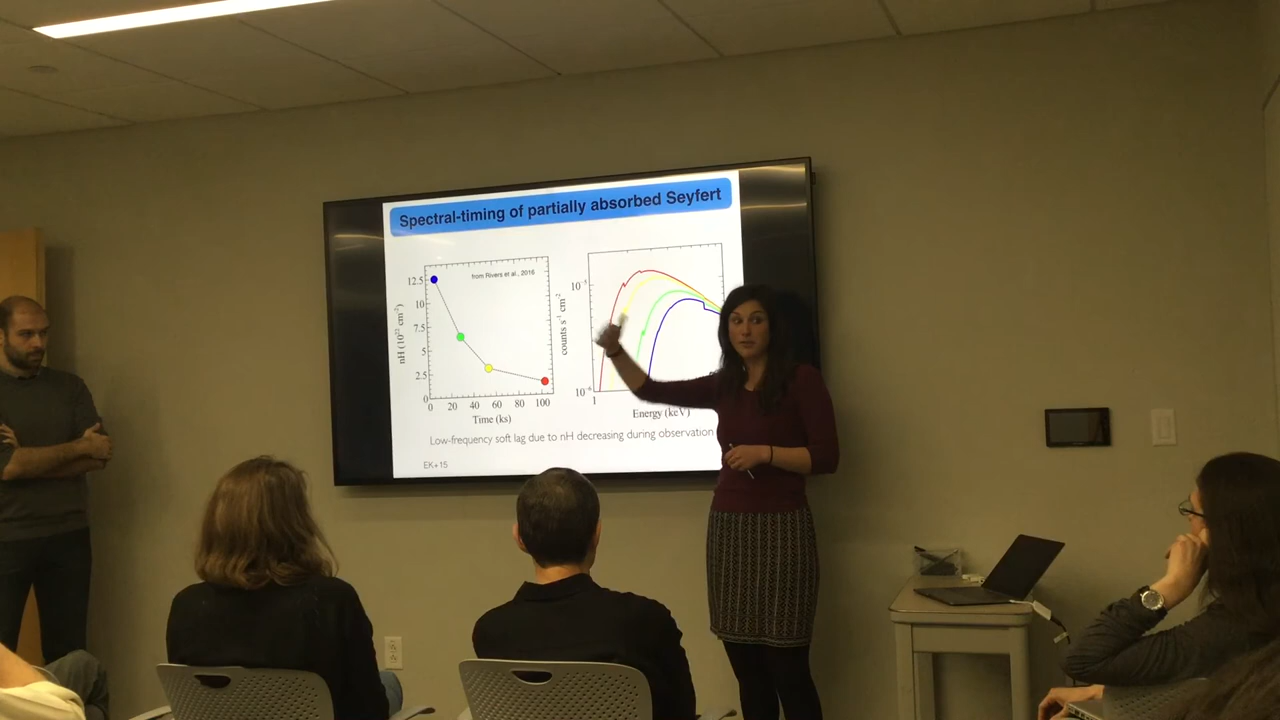 Spectral-timing of partially absorbed Seyfert
from Rivers et al., 2016
nH (10²² cm⁻²)
12.5
10
7.5
5
2.5
0
0 20 40 60 80 100
Time (ks)
counts s⁻¹ cm⁻²
10⁻⁵
10⁻⁶
1
Energy (keV)
Low-frequency soft lag due to nH decreasing during observation
EK+15